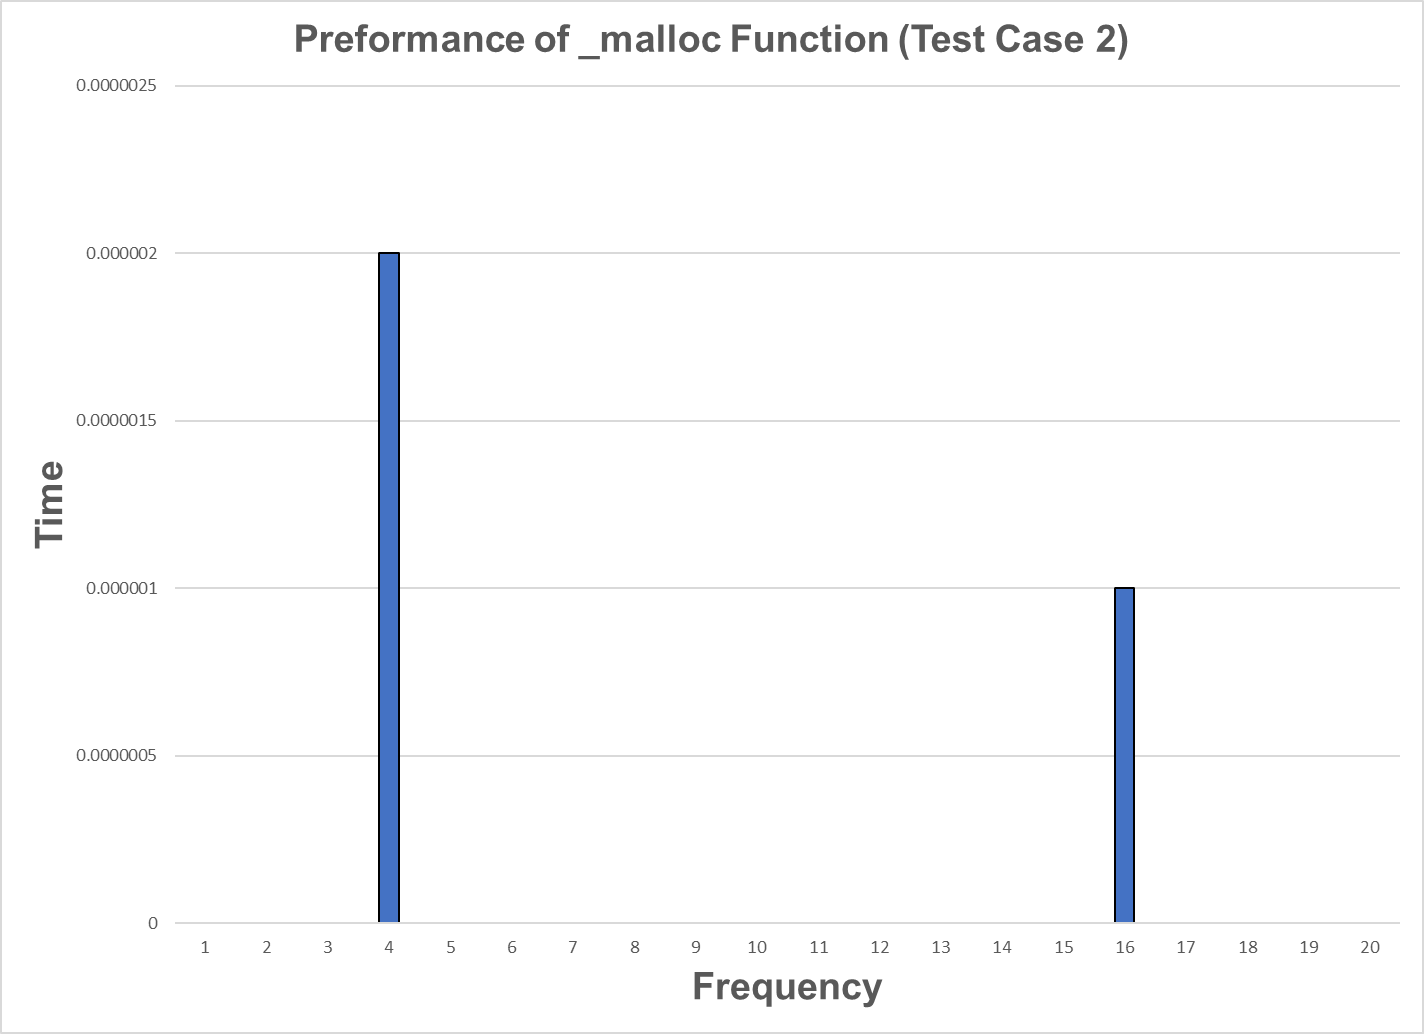 Preformance of _malloc Function (Test Case 2)
0.0000025
0.000002
0.0000015
0.000001
0.0000005
0
Time
1 2 3 4 5 6 7 8 9 10 11 12 13 14 15 16 17 18 19 20
Frequency